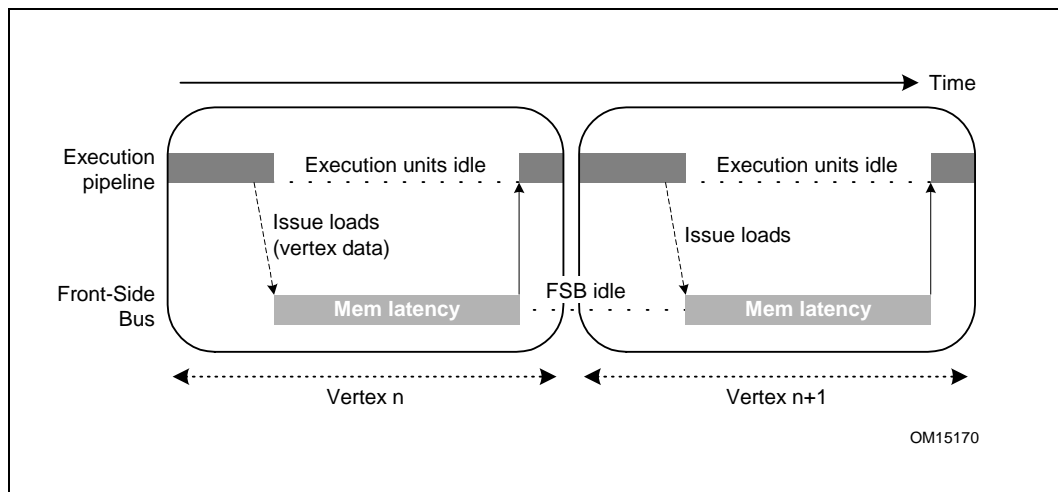 Time
Execution
pipeline
Execution units idle
Execution units idle
Issue loads
(vertex data)
Issue loads
Front-Side
Bus
Mem latency
FSB idle
Mem latency
Vertex n
Vertex n+1
OM15170